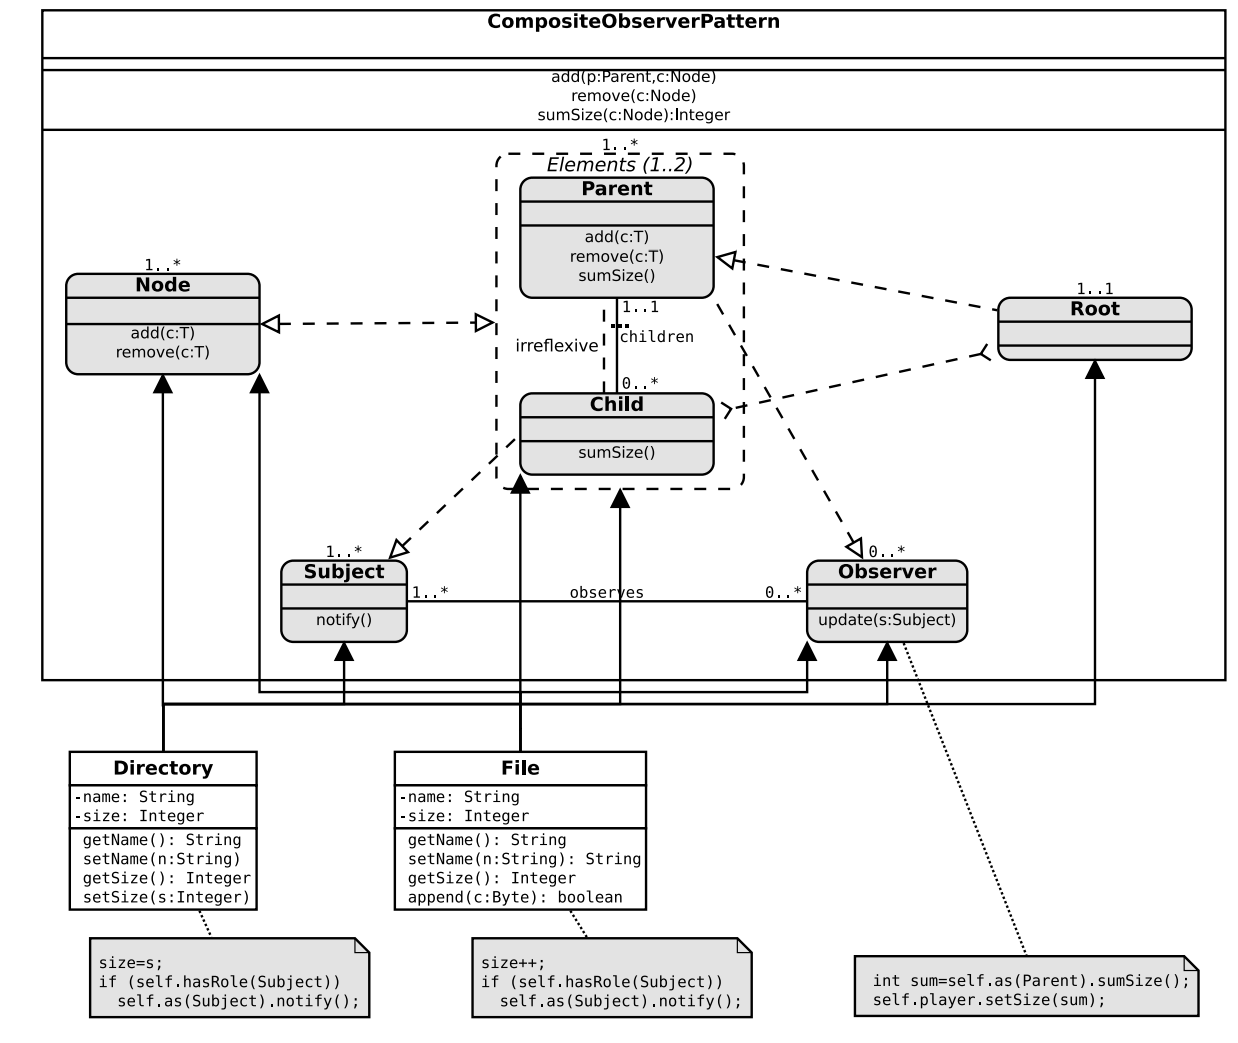 CompositeObserverPattern
add(p:Parent,c:Node)
remove(c:Node)
sumSize(c:Node):Integer
1..*
Elements (1..2)
Parent
add(c:T)
remove(c:T)
sumSize()
1..*
Node
add(c:T)
remove(c:T)
1..1
Root
1..1
children
irreflexive
0..*
Child
sumSize()
1..*
Subject
notify()
1..*
observes
0..*
0..*
Observer
update(s:Subject)
Directory
-name: String
-size: Integer
getName(): String
setName(n:String)
getSize(): Integer
setSize(s:Integer)
File
-name: String
-size: Integer
getName(): String
setName(n:String): String
getSize(): Integer
append(c:Byte): boolean
size=s;
if (self.hasRole(Subject))
self.as(Subject).notify();
size++;
if (self.hasRole(Subject))
self.as(Subject).notify();
int sum=self.as(Parent).sumSize();
self.player.setSize(sum);